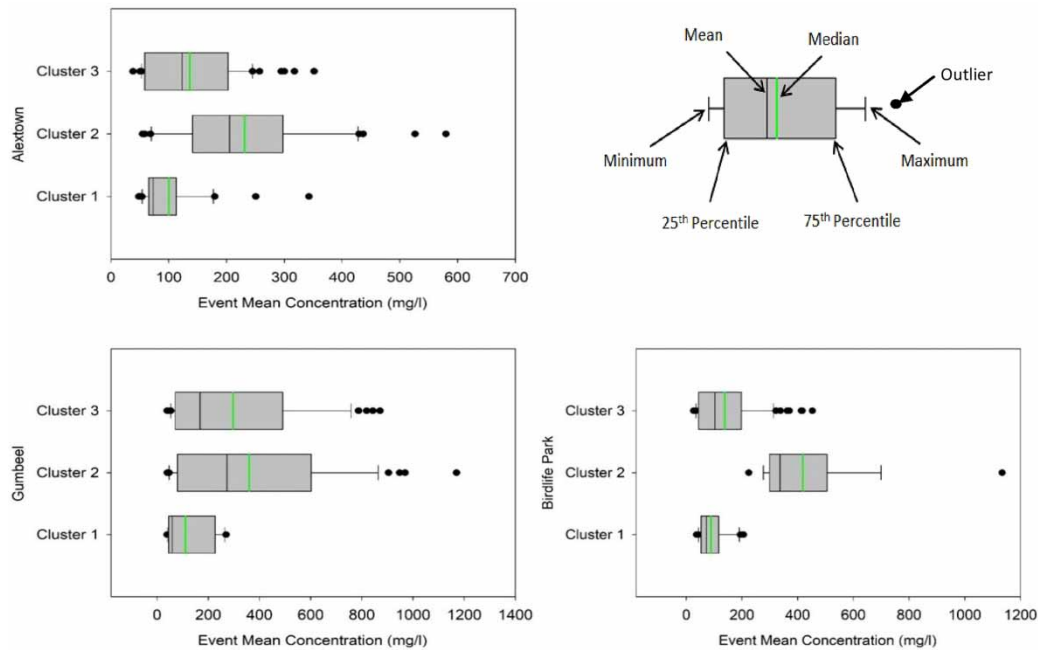 Alextown
Cluster 3
Cluster 2
Cluster 1
0 100 200 300 400 500 600 700
Event Mean Concentration (mg/l)
Mean
Median
Outlier
Minimum
Maximum
25th Percentile
75th Percentile
Gumbeel
Cluster 3
Cluster 2
Cluster 1
0 200 400 600 800 1000 1200 1400
Event Mean Concentration (mg/l)
Birdlife Park
Cluster 3
Cluster 2
Cluster 1
0 200 400 600 800 1000 1200
Event Mean Concentration (mg/l)